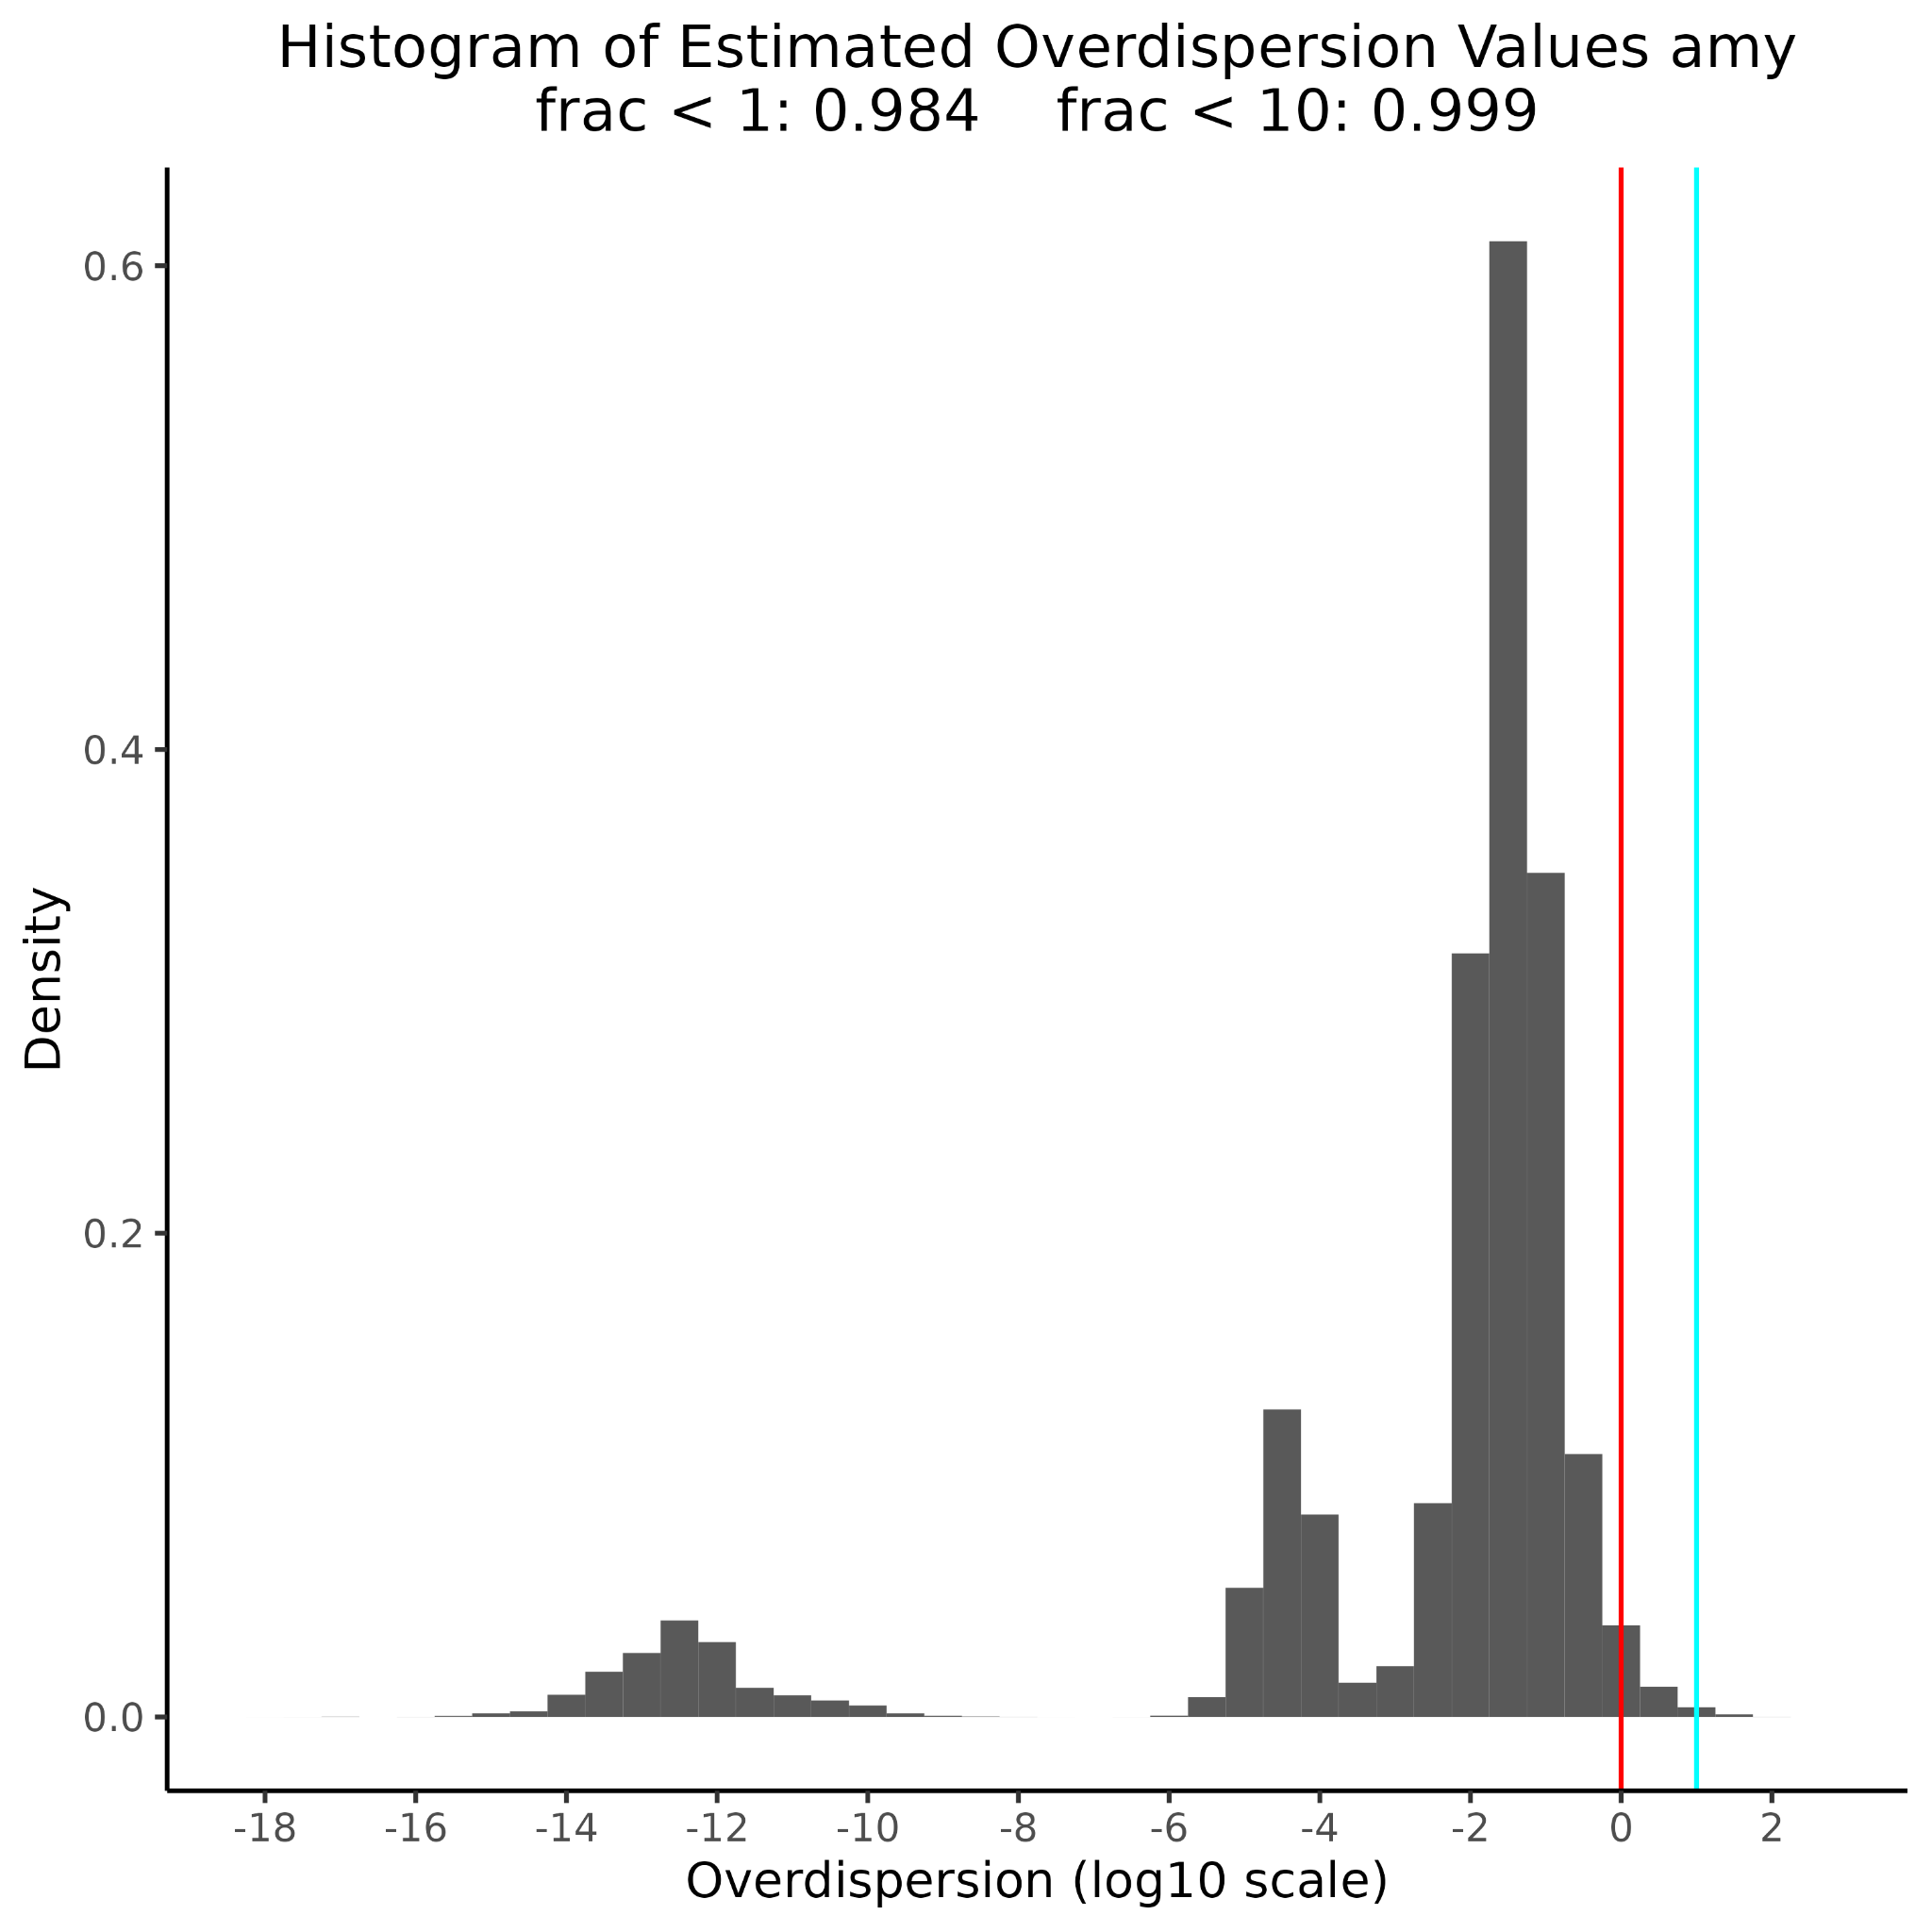 Histogram of Estimated Overdispersion Values amy
frac < 1: 0.984    frac < 10: 0.999
0.6
0.4
0.2
0.0
Density
-18 -16 -14 -12 -10 -8 -6 -4 -2 0 2
Overdispersion (log10 scale)